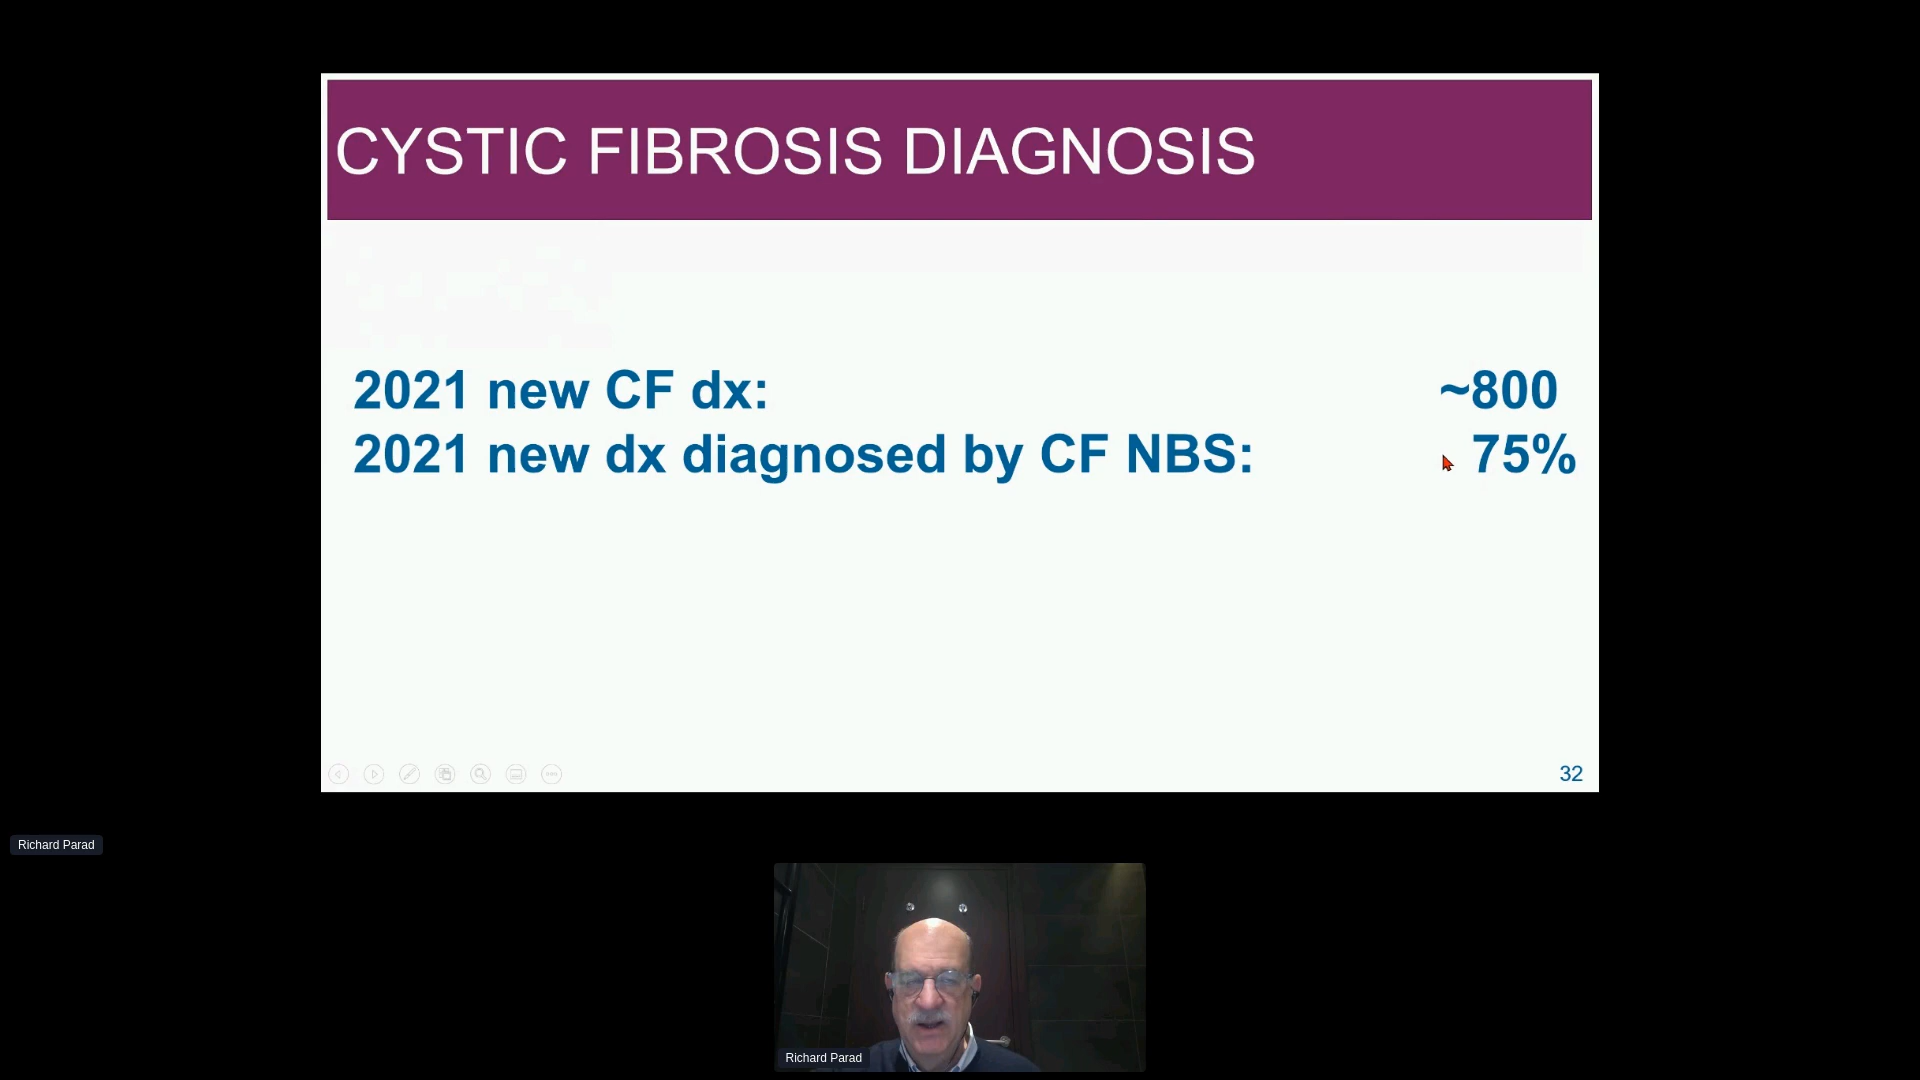 CYSTIC FIBROSIS DIAGNOSIS
2021 new CF dx: ~800
2021 new dx diagnosed by CF NBS: 75%
32
Richard Parad
Richard Parad